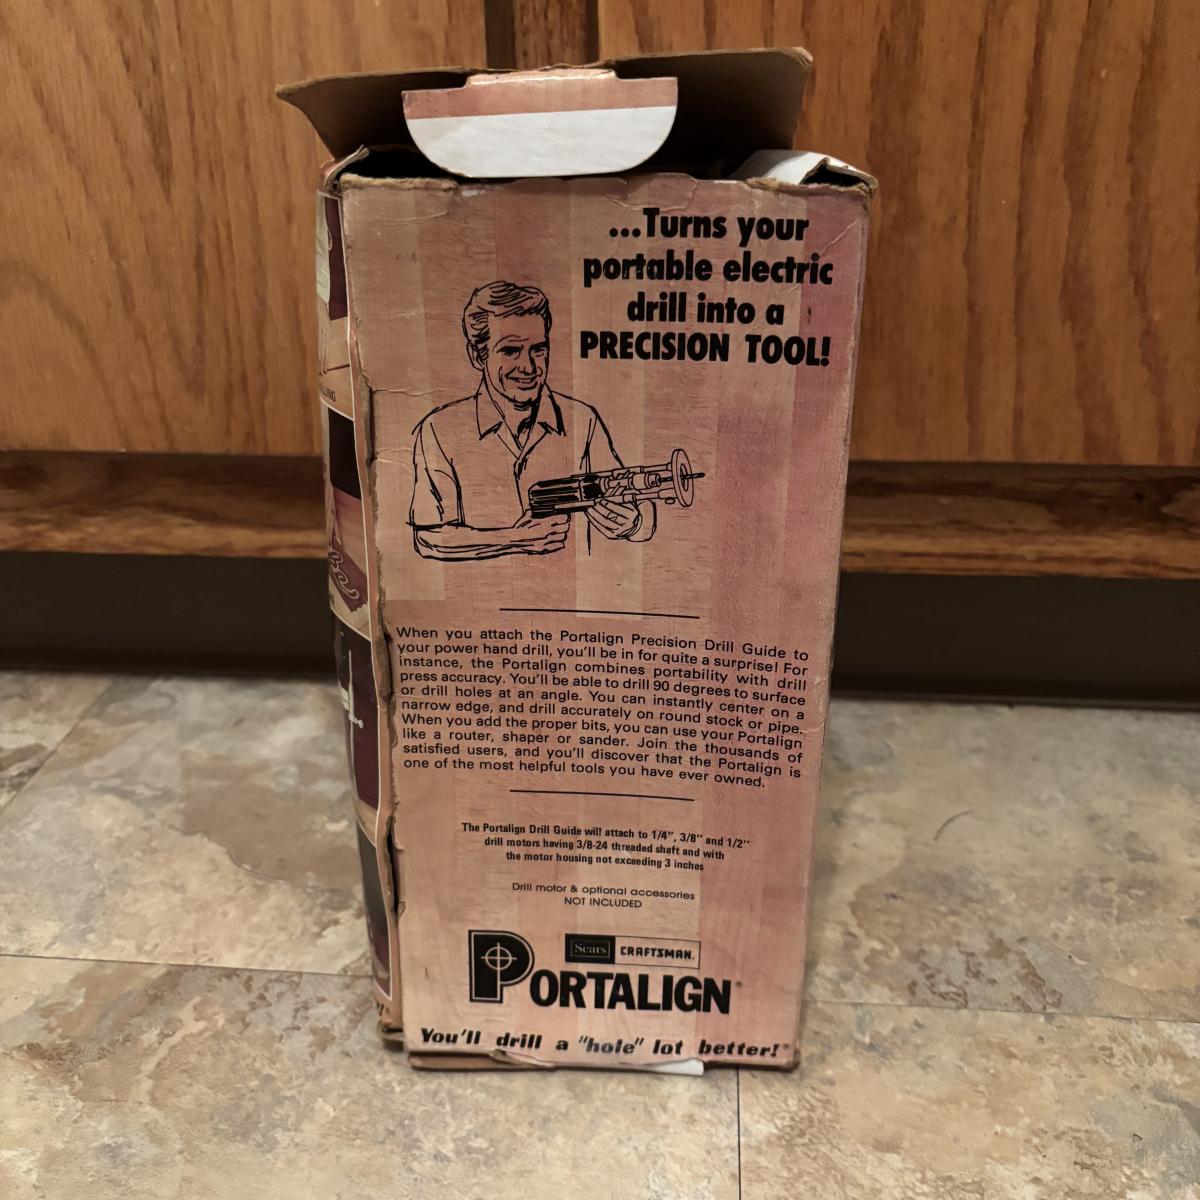 ...Turns your
portable electric
drill into a
PRECISION TOOL!
When you attach the Portalign Precision Drill Guide to
your power hand drill, you'll be in for quite a surprise! For
instance, the Portalign combines portability with drill
press accuracy. You'll be able to drill 90 degrees to surface
or drill holes at an angle. You can instantly center on a
narrow edge, and drill accurately on round stock or pipe.
When you add the proper bits, you can use your Portalign
like a router, shaper or sander. Join the thousands of
satisfied users, and you'll discover that the Portalign is
one of the most helpful tools you have ever owned.
The Portalign Drill Guide will attach to 1/4", 3/8" and 1/2"
drill motors having 3/8-24 threaded shaft and with
the motor housing not exceeding 3 inches
Drill motor & optional accessories
NOT INCLUDED
Sears CRAFTSMAN.
PORTALIGN®
You'll drill a "hole" lot better!®